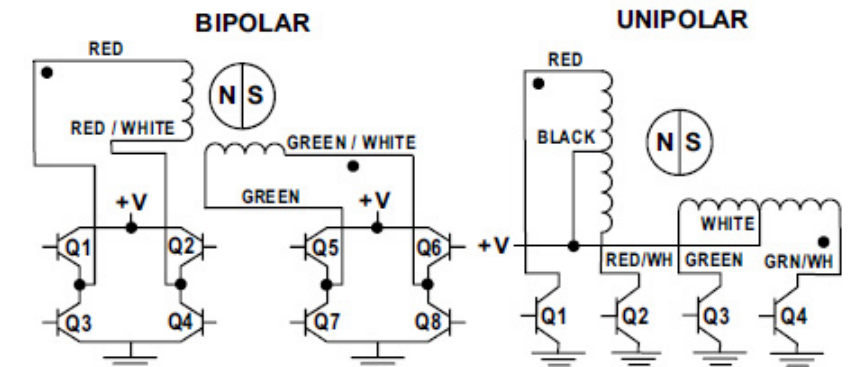 BIPOLAR
RED
N S
RED / WHITE
GREEN / WHITE
GREEN
+V
+V
Q1
Q2
Q5
Q6
Q3
Q4
Q7
Q8
UNIPOLAR
RED
BLACK
N S
WHITE
+V
RED/WH
GREEN
GRN/WH
Q1
Q2
Q3
Q4